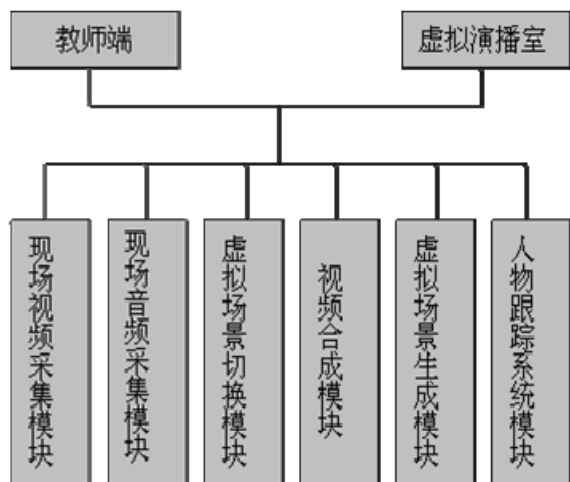 教师端
虚拟演播室
现场视频采集模块
现场音频采集模块
虚拟场景切换模块
视频合成模块
虚拟场景生成模块
人物跟踪系统模块